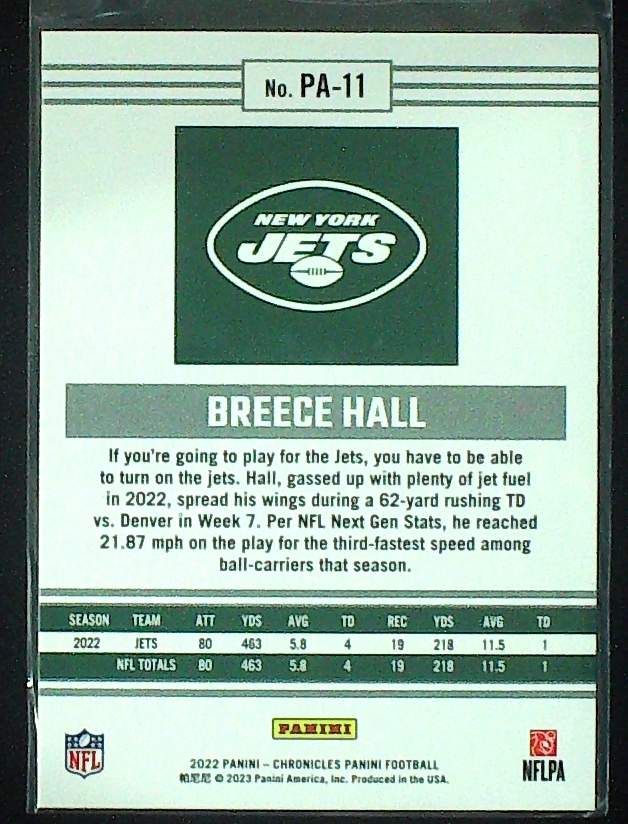 No. PA-11
NEW YORK
JETS
BREECE HALL
If you're going to play for the Jets, you have to be able
to turn on the jets. Hall, gassed up with plenty of jet fuel
in 2022, spread his wings during a 62-yard rushing TD
vs. Denver in Week 7. Per NFL Next Gen Stats, he reached
21.87 mph on the play for the third-fastest speed among
ball-carriers that season.
SEASON TEAM ATT YDS AVG TD REC YDS AVG TD
2022 JETS 80 463 5.8 4 19 218 11.5 1
NFL TOTALS 80 463 5.8 4 19 218 11.5 1
PANINI
NFL
2022 PANINI – CHRONICLES PANINI FOOTBALL
帕尼尼 © 2023 Panini America, Inc. Produced in the USA.
NFLPA